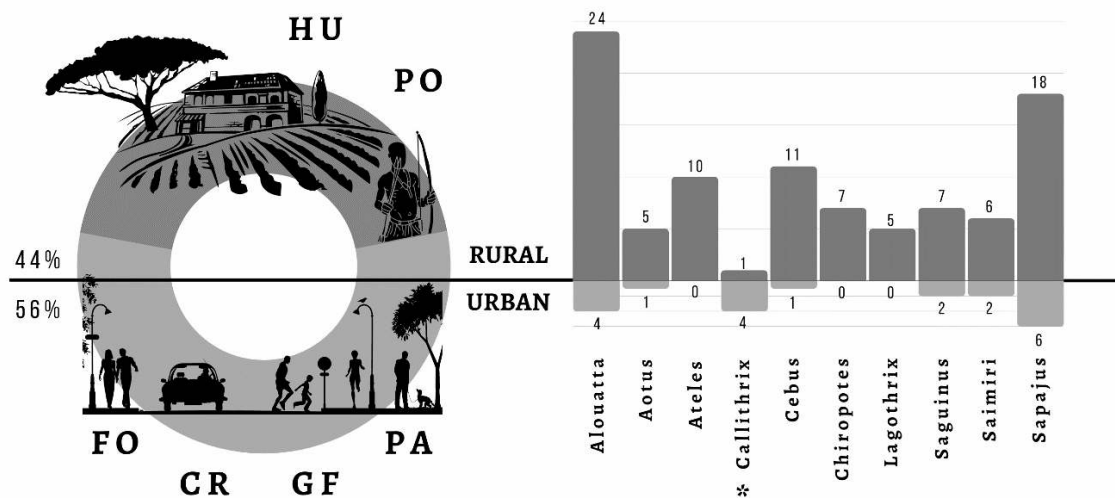 HU
PO
44%
56%
RURAL
URBAN
FO
CR
GF
PA
24
5
10
1
11
7
5
7
6
18
4
1
0
4
1
0
0
2
2
6
Alouatta
Aotus
Ateles
* Callithrix
Cebus
Chiropotes
Lagothrix
Saguinus
Saimiri
Sapajus